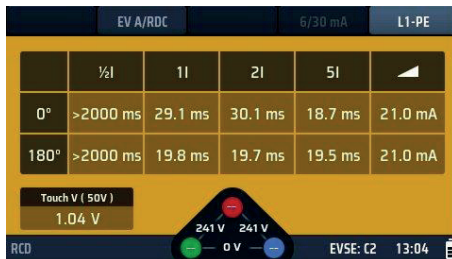 EV A/RDC 6/30 mA L1-PE
½I 1I 2I 5I
0° >2000 ms 29.1 ms 30.1 ms 18.7 ms 21.0 mA
180° >2000 ms 19.8 ms 19.7 ms 19.5 ms 21.0 mA
Touch V ( 50V )
1.04 V
241 V 241 V
0 V
RCD EVSE: C2 13:04